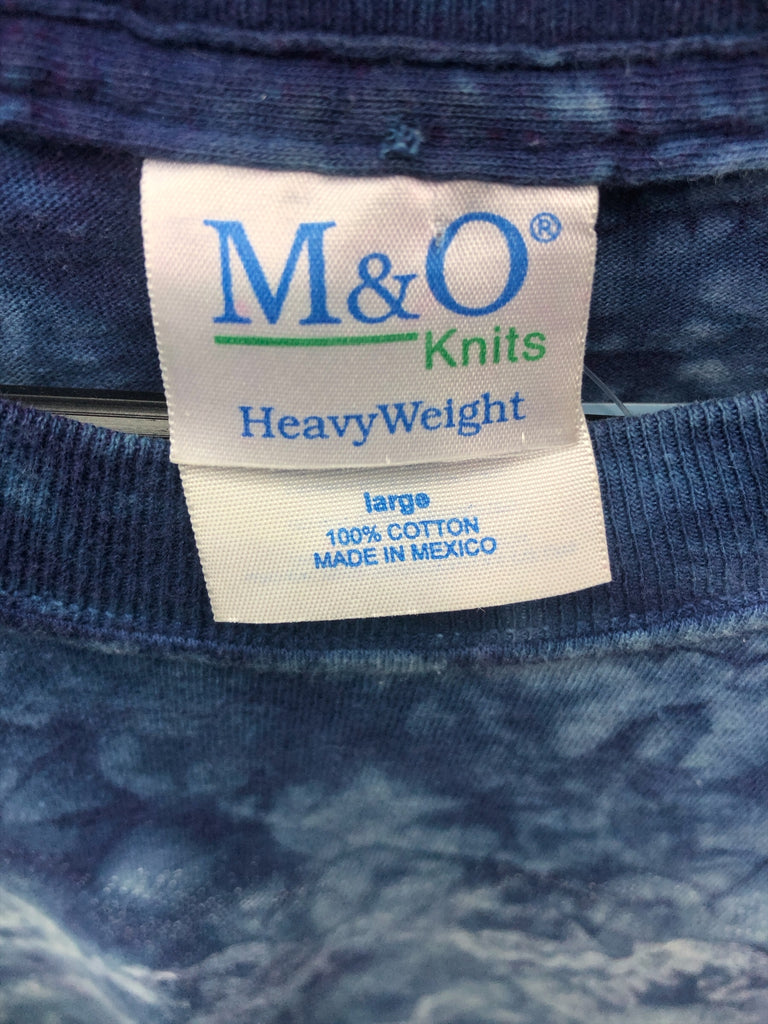 M&O®
Knits
HeavyWeight
large
100% COTTON
MADE IN MEXICO